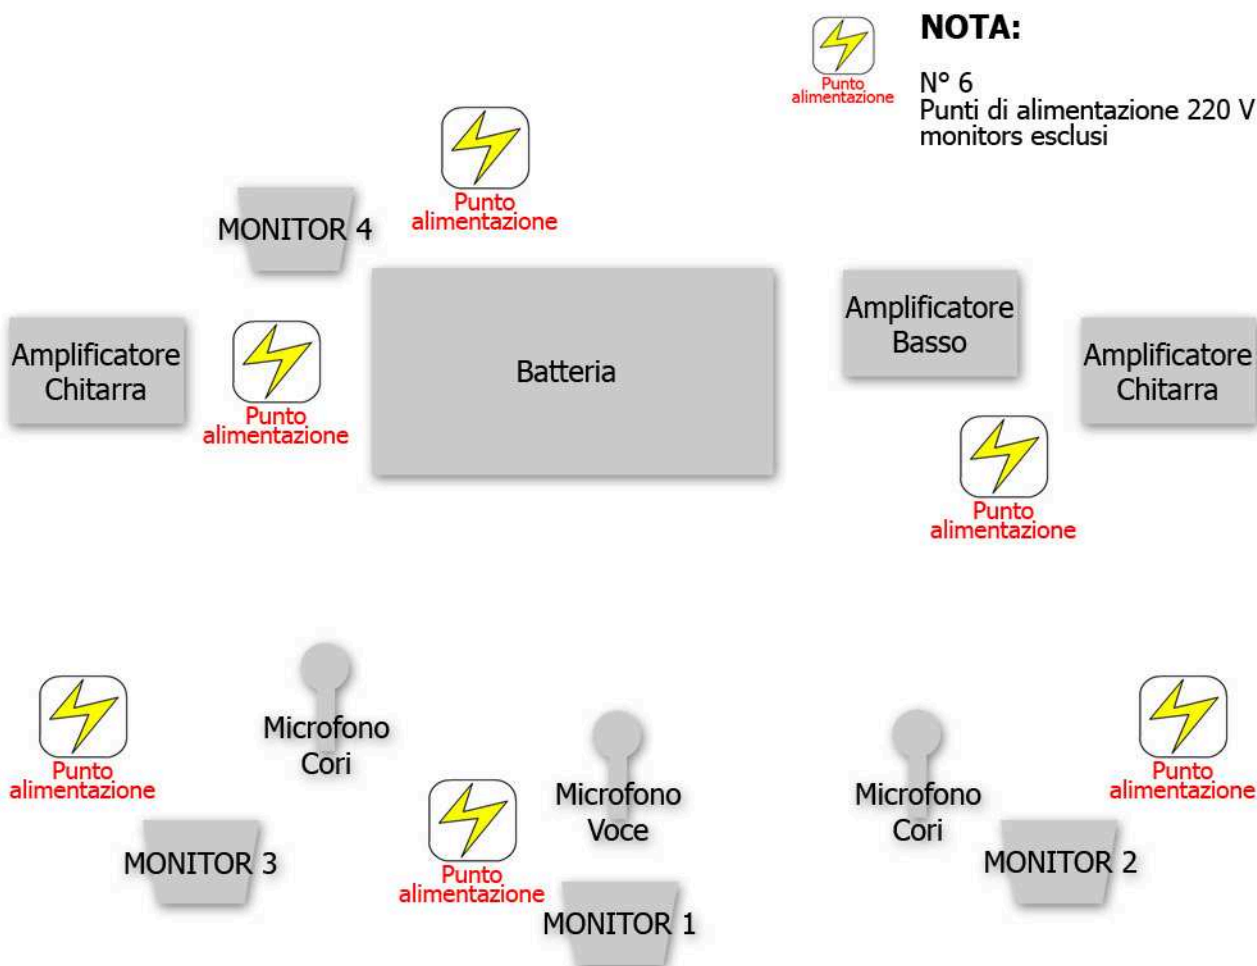 NOTA:
Punto
alimentazione
N° 6
Punti di alimentazione 220 V
monitors esclusi
Punto
alimentazione
MONITOR 4
Amplificatore
Chitarra
Punto
alimentazione
Batteria
Amplificatore
Basso
Amplificatore
Chitarra
Punto
alimentazione
Microfono
Cori
Punto
alimentazione
Microfono
Voce
Microfono
Cori
Punto
alimentazione
MONITOR 3
Punto
alimentazione
MONITOR 2
MONITOR 1